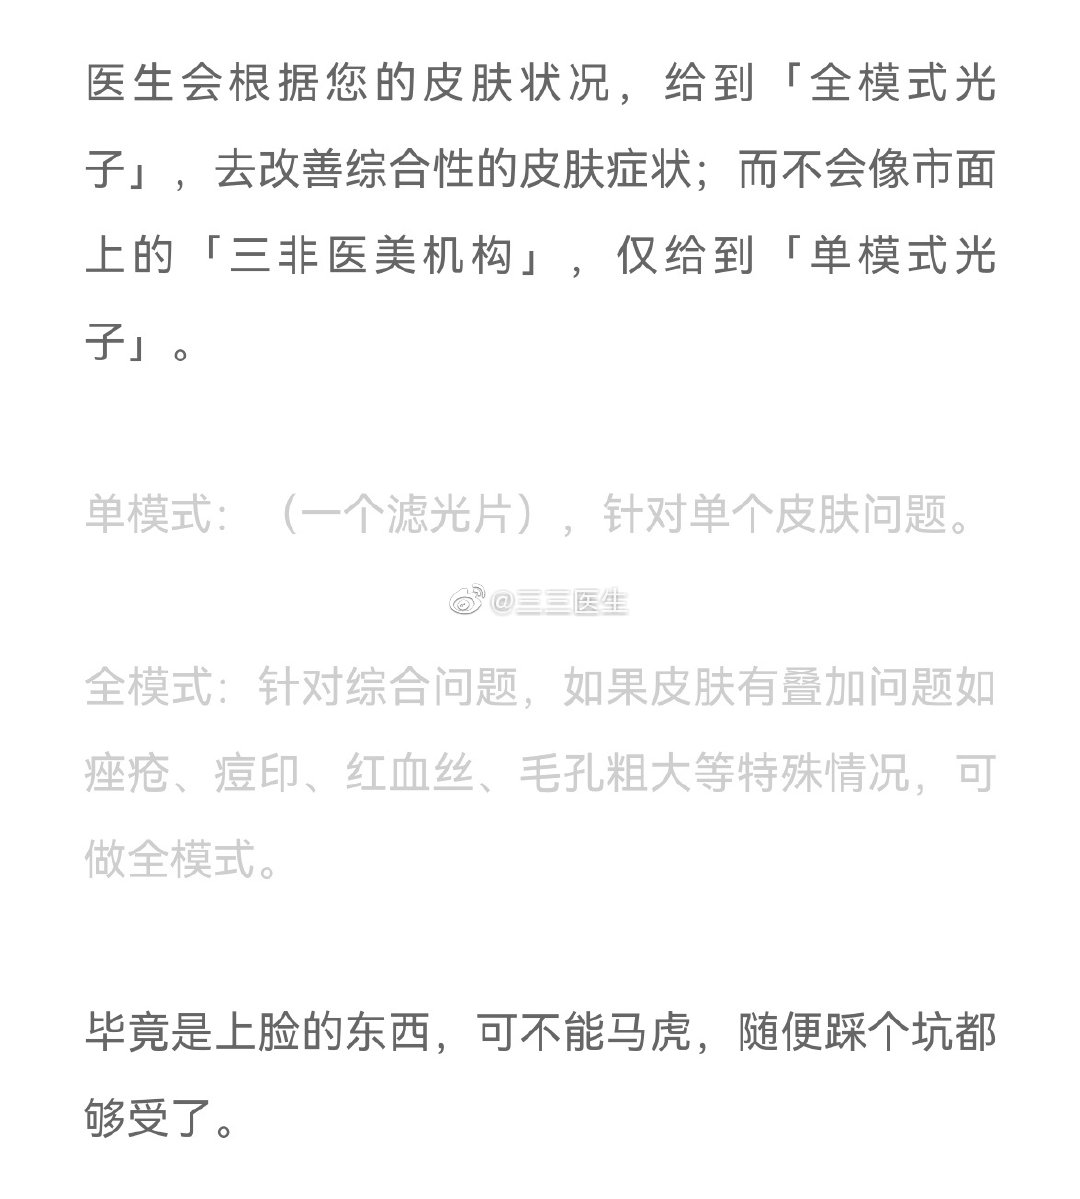 医生会根据您的皮肤状况，给到「全模式光
子」，去改善综合性的皮肤症状；而不会像市面
上的「三非医美机构」，仅给到「单模式光
子」。
单模式：（一个滤光片），针对单个皮肤问题。
@三三医生
全模式：针对综合问题，如果皮肤有叠加问题如
痤疮、痘印、红血丝、毛孔粗大等特殊情况，可
做全模式。
毕竟是上脸的东西，可不能马虎，随便踩个坑都
够受了。